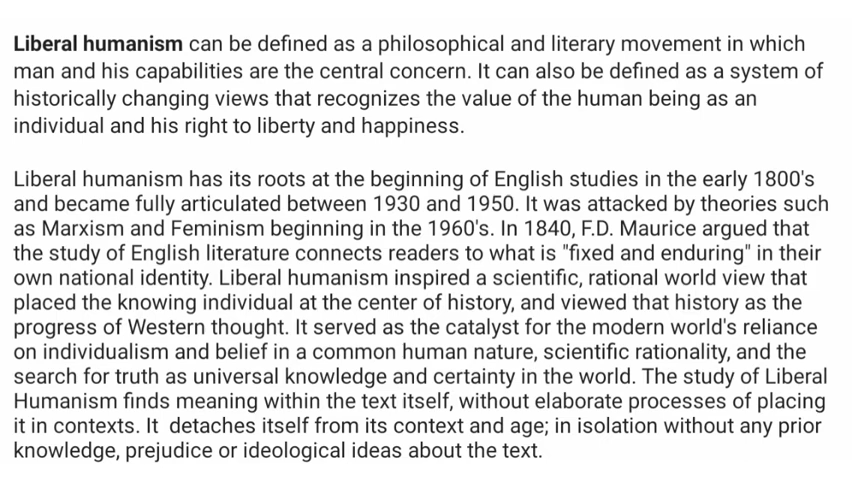 Liberal humanism can be defined as a philosophical and literary movement in which
man and his capabilities are the central concern. It can also be defined as a system of
historically changing views that recognizes the value of the human being as an
individual and his right to liberty and happiness.
Liberal humanism has its roots at the beginning of English studies in the early 1800's
and became fully articulated between 1930 and 1950. It was attacked by theories such
as Marxism and Feminism beginning in the 1960's. In 1840, F.D. Maurice argued that
the study of English literature connects readers to what is "fixed and enduring" in their
own national identity. Liberal humanism inspired a scientific, rational world view that
placed the knowing individual at the center of history, and viewed that history as the
progress of Western thought. It served as the catalyst for the modern world's reliance
on individualism and belief in a common human nature, scientific rationality, and the
search for truth as universal knowledge and certainty in the world. The study of Liberal
Humanism finds meaning within the text itself, without elaborate processes of placing
it in contexts. It  detaches itself from its context and age; in isolation without any prior
knowledge, prejudice or ideological ideas about the text.